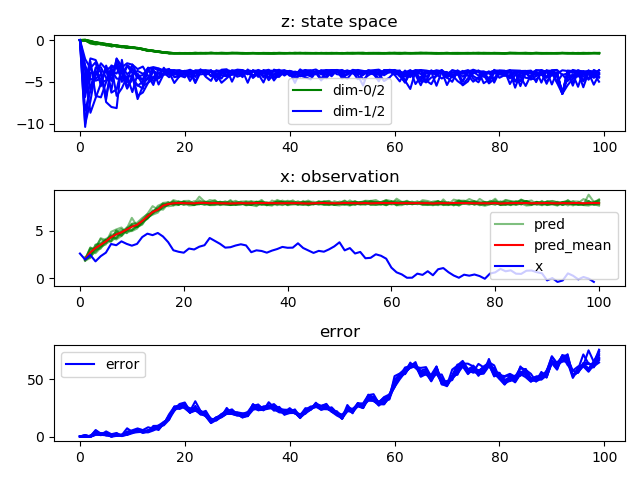 z: state space
0
−5
−10
dim-0/2
dim-1/2
0 20 40 60 80 100
x: observation
5
0
pred
pred_mean
x
0 20 40 60 80 100
error
50
0
error
0 20 40 60 80 100